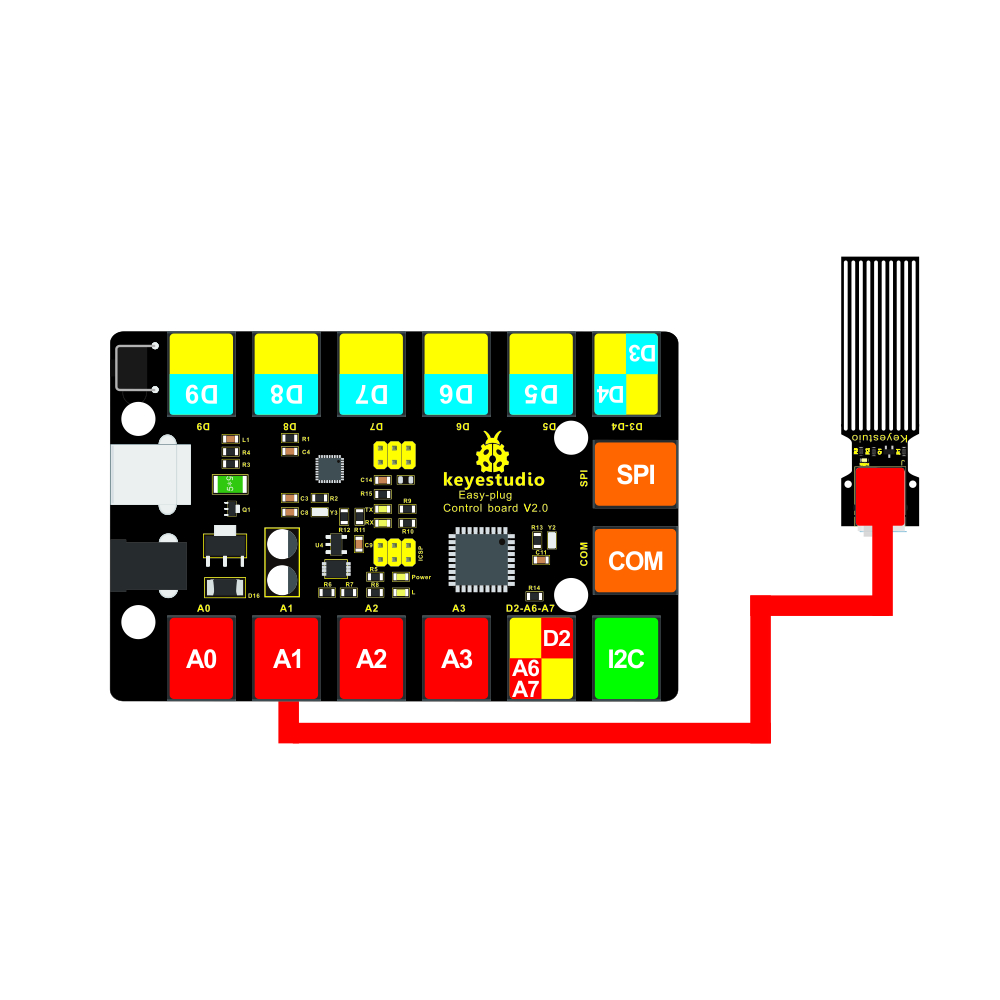 D9
D8
D7
D6
D5
D3
D4
D9
D8
D7
D6
D5
D3-D4
L1
R4
R3
R1
C4
5+9
Q1
C3
R2
C8
Y3
C14
R15
TX
RX
R9
R10
R12
R11
U4
C9
ICSP
R5
R6
R7
R8
Power
L
D16
keyestudio
Easy-plug
Control board V2.0
R13
Y2
C11
R14
SPI
SPI
COM
COM
A0
A1
A2
A3
D2-A6-A7
A0
A1
A2
A3
D2
A6
A7
I2C
Keyestuio